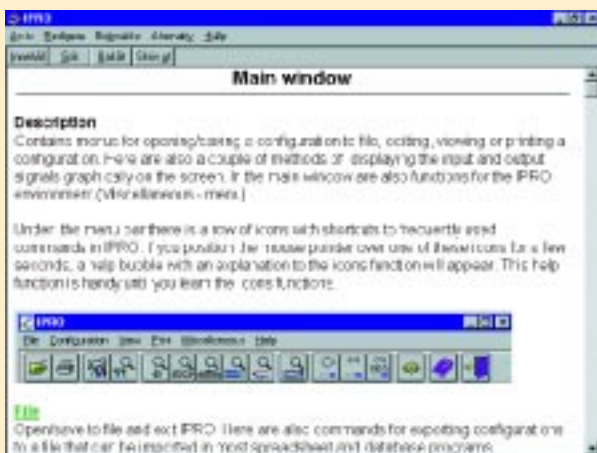 IPRO
Main window
Description
Contains menus for opening/saving a configuration to file, editing, viewing or printing a
configuration. Here are also a couple of methods of displaying the input and output
signals graphically on the screen. In the main window are also functions for the IPRO
environment (Miscellaneous - menu)
Under the menu bar there is a row of icons with shortcuts to frequently used
commands in IPRO. If you position the mouse pointer over one of these icons for a few
seconds, a help bubble with an explanation to the icons function will appear. This help
function is handy until you learn the icons functions.
IPRO
File Configuration View Print Miscellaneous Help
File
Open/save to file and exit IPRO. Here are also commands for exporting configurations
to a file that can be imported in most spreadsheet and database programs